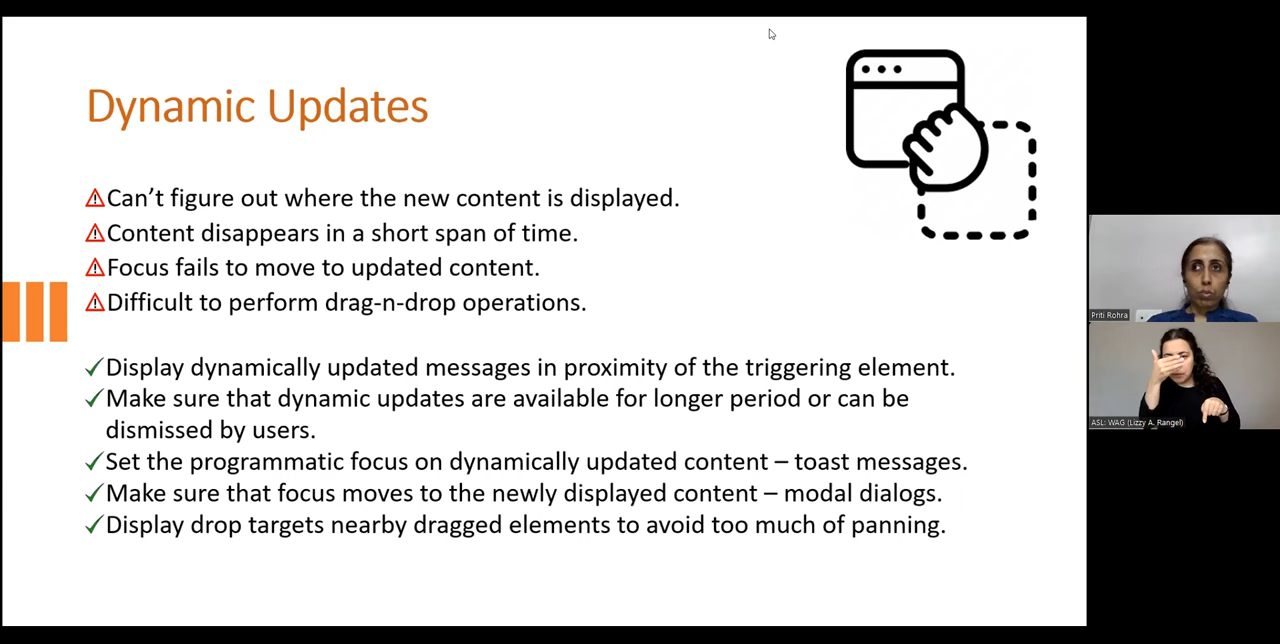 Dynamic Updates
Can’t figure out where the new content is displayed.
Content disappears in a short span of time.
Focus fails to move to updated content.
Difficult to perform drag-n-drop operations.
Display dynamically updated messages in proximity of the triggering element.
Make sure that dynamic updates are available for longer period or can be
dismissed by users.
Set the programmatic focus on dynamically updated content – toast messages.
Make sure that focus moves to the newly displayed content – modal dialogs.
Display drop targets nearby dragged elements to avoid too much of panning.
Priti Rohra
ASL: WAG (Lizzy A. Rangel)